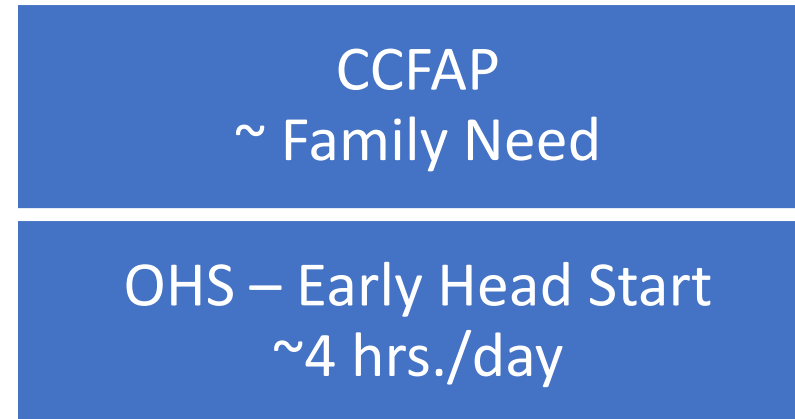 CCFAP
~ Family Need
OHS – Early Head Start
~4 hrs./day